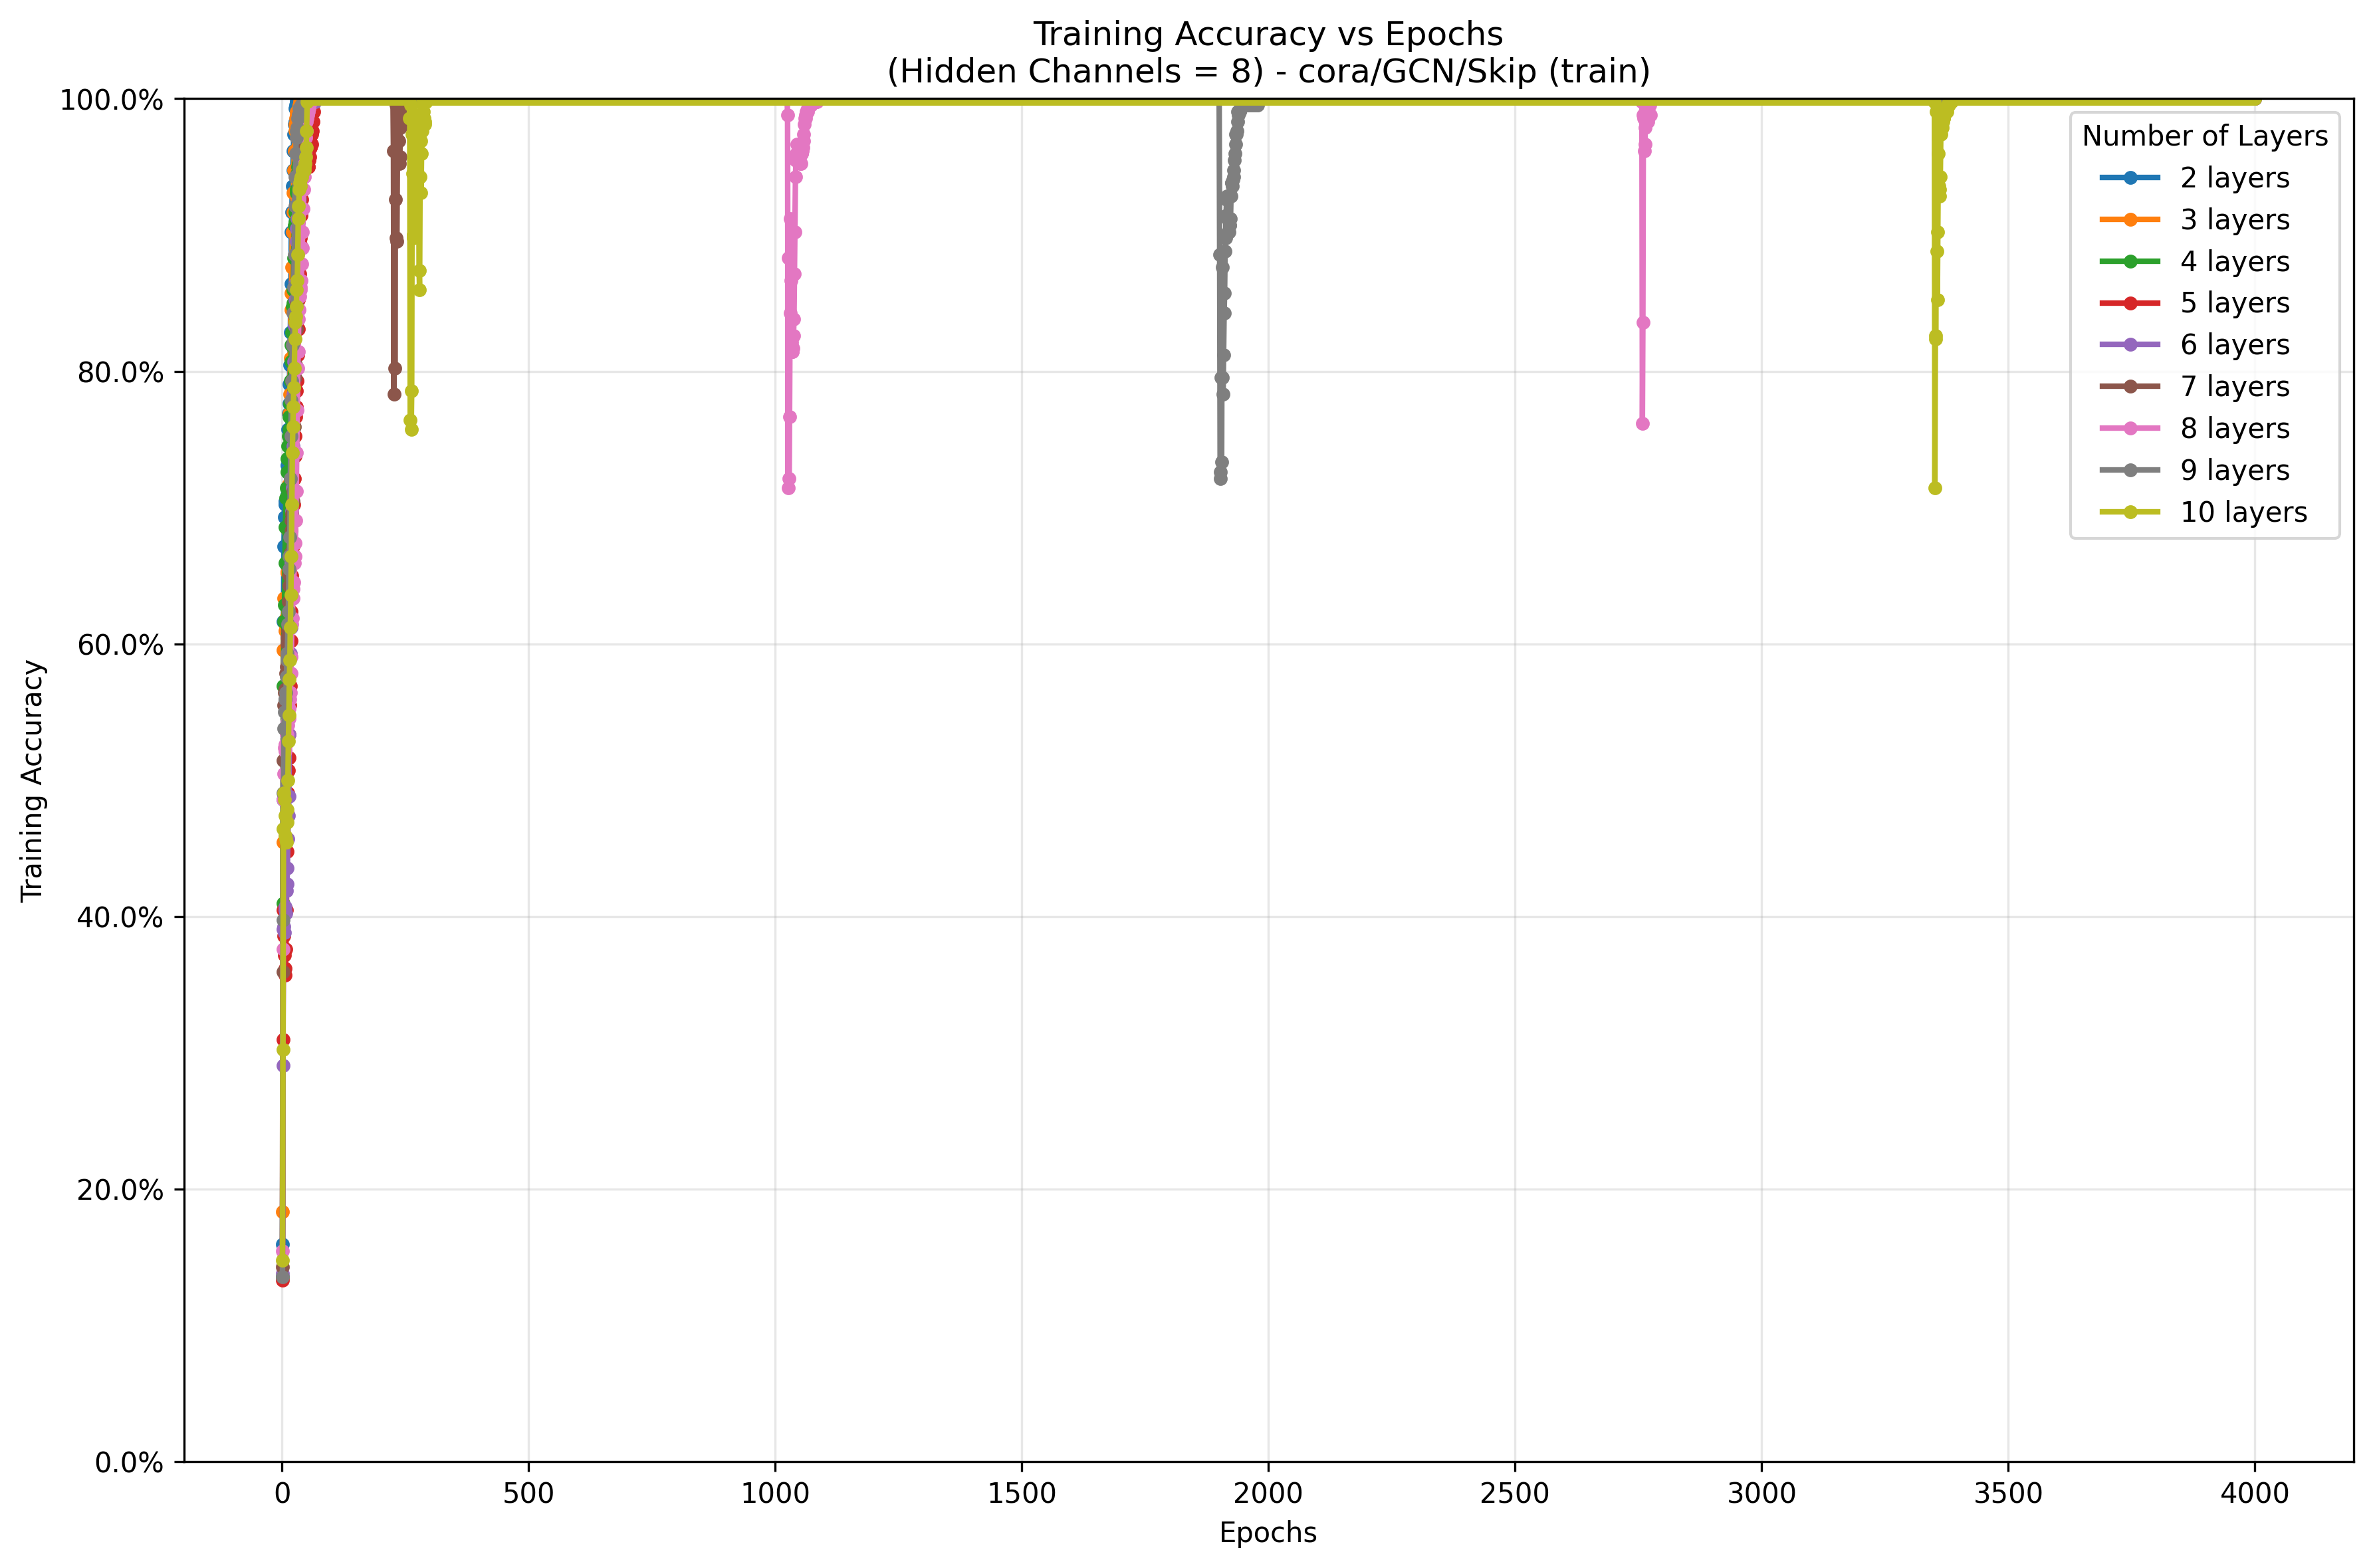 Training Accuracy vs Epochs
(Hidden Channels = 8) - cora/GCN/Skip (train)
Training Accuracy
100.0%
80.0%
60.0%
40.0%
20.0%
0.0%
Number of Layers
2 layers
3 layers
4 layers
5 layers
6 layers
7 layers
8 layers
9 layers
10 layers
0
500
1000
1500
2000
2500
3000
3500
4000
Epochs